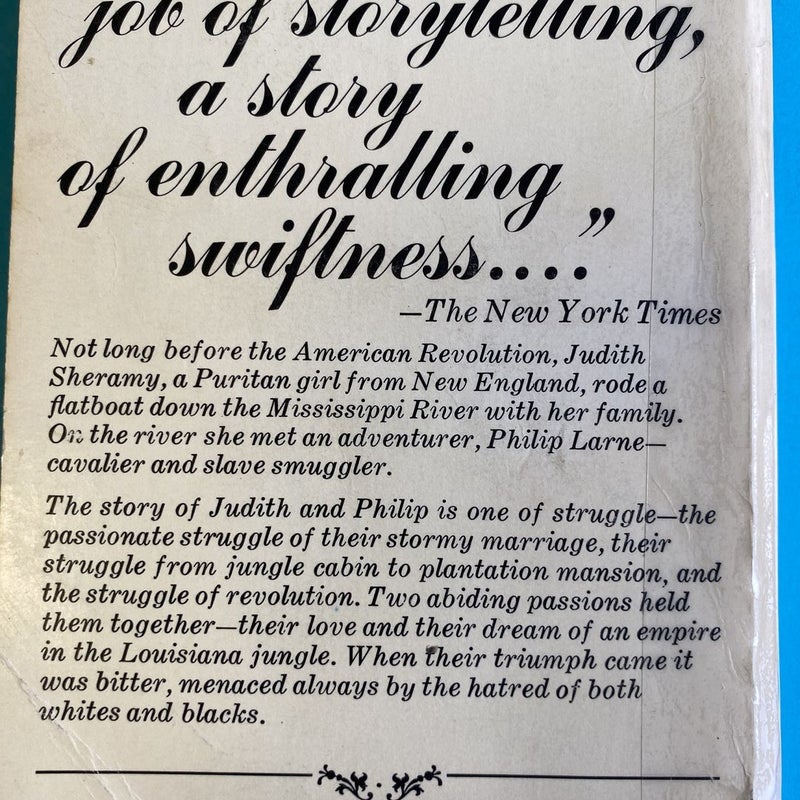 job of storytelling,
a story
of enthralling
swiftness....”
—The New York Times
Not long before the American Revolution, Judith
Sheramy, a Puritan girl from New England, rode a
flatboat down the Mississippi River with her family.
On the river she met an adventurer, Philip Larne—
cavalier and slave smuggler.
The story of Judith and Philip is one of struggle—the
passionate struggle of their stormy marriage, their
struggle from jungle cabin to plantation mansion, and
the struggle of revolution. Two abiding passions held
them together—their love and their dream of an empire
in the Louisiana jungle. When their triumph came it
was bitter, menaced always by the hatred of both
whites and blacks.